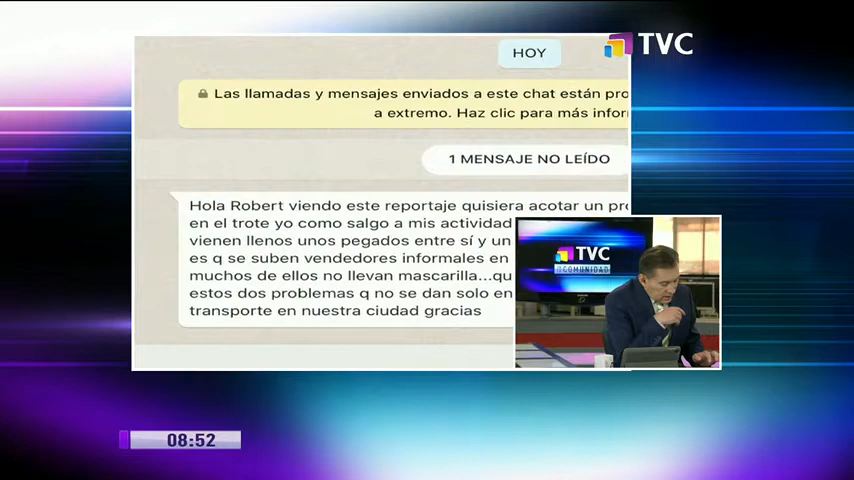 HOY
TVC
Las llamadas y mensajes enviados a este chat están pro
a extremo. Haz clic para más infor
1 MENSAJE NO LEÍDO
Hola Robert viendo este reportaje quisiera acotar un pro
en el trote yo como salgo a mis actividad
vienen llenos unos pegados entre sí y un
es q se suben vendedores informales en
muchos de ellos no llevan mascarilla...qu
estos dos problemas q no se dan solo en
transporte en nuestra ciudad gracias
TVC
COMUNIDAD
08:52